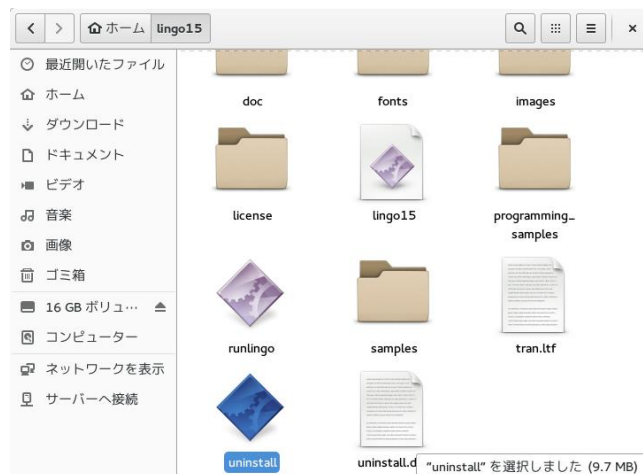 ホーム lingo15
最近開いたファイル
ホーム
ダウンロード
ドキュメント
ビデオ
音楽
画像
ゴミ箱
16 GB ボリュ…
コンピューター
ネットワークを表示
サーバーへ接続
doc fonts images
license lingo15 programming_
samples
runlingo samples tran.ltf
uninstall uninstall.d
"uninstall" を選択しました (9.7 MB)